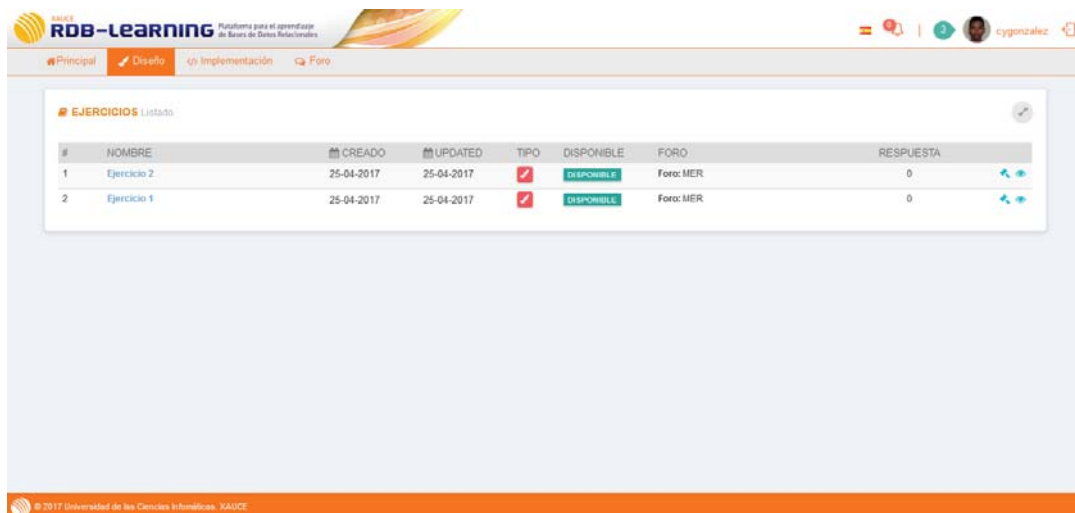 XAUCE
RDB-Learning Plataforma para el aprendizaje
de Bases de Datos Relacionales
0 | 3 cygonzalez
Principal Diseño </> Implementación Foro
EJERCICIOS Listado
# NOMBRE CREADO UPDATED TIPO DISPONIBLE FORO RESPUESTA
1 Ejercicio 2 25-04-2017 25-04-2017 DISPONIBLE Foro: MER 0
2 Ejercicio 1 25-04-2017 25-04-2017 DISPONIBLE Foro: MER 0
© 2017 Universidad de las Ciencias Informáticas. XAUCE